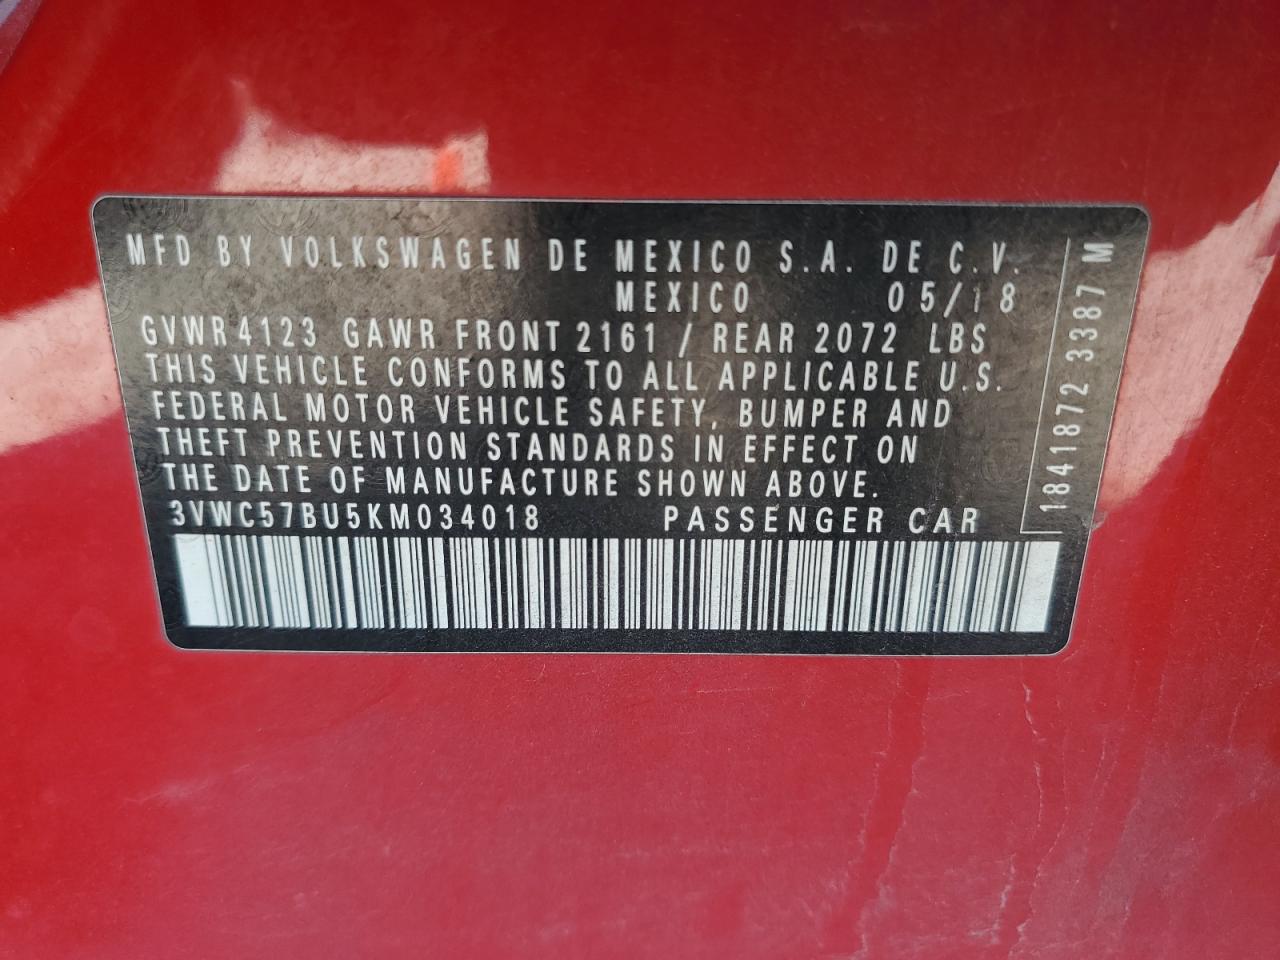 MFD BY VOLKSWAGEN DE MEXICO S.A. DE C.V.
MEXICO 05/18
GVWR 4123 GAWR FRONT 2161 / REAR 2072 LBS
THIS VEHICLE CONFORMS TO ALL APPLICABLE U.S.
FEDERAL MOTOR VEHICLE SAFETY, BUMPER AND
THEFT PREVENTION STANDARDS IN EFFECT ON
THE DATE OF MANUFACTURE SHOWN ABOVE.
3VWC57BU5KM034018 PASSENGER CAR
1841872 3387 M